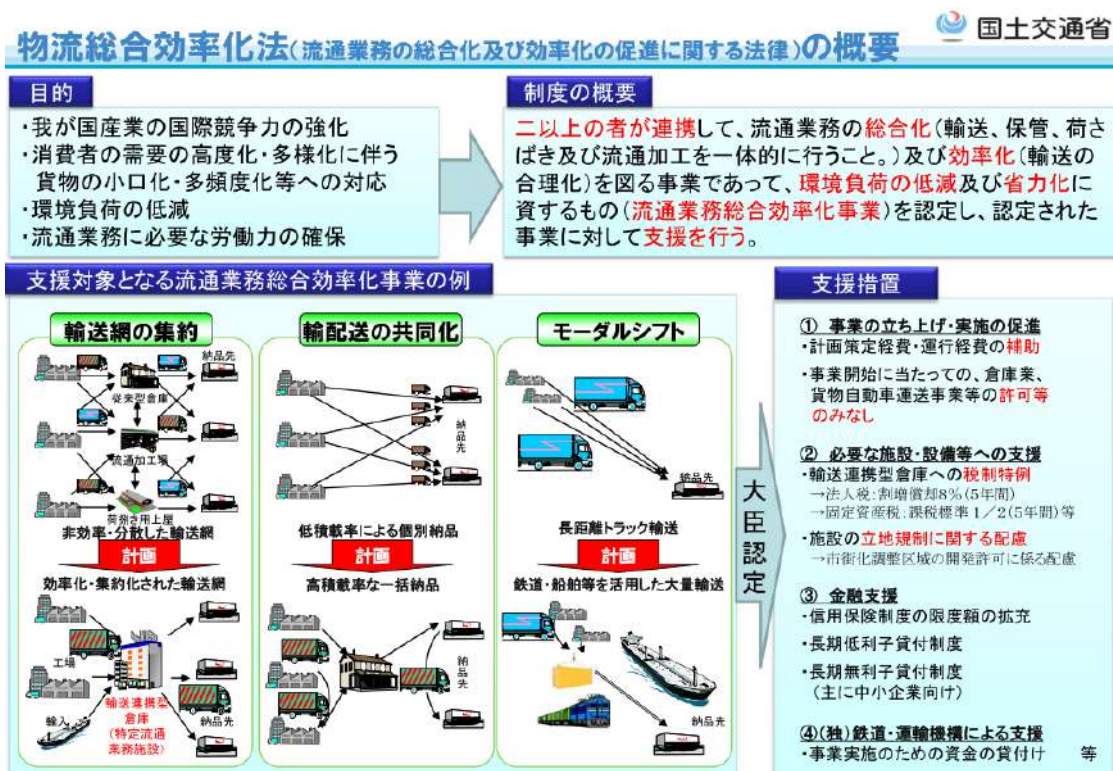 物流総合効率化法(流通業務の総合化及び効率化の促進に関する法律)の概要
国土交通省
目的
・我が国産業の国際競争力の強化
・消費者の需要の高度化・多様化に伴う
貨物の小口化・多頻度化等への対応
・環境負荷の低減
・流通業務に必要な労働力の確保
制度の概要
二以上の者が連携して、流通業務の総合化(輸送、保管、荷さ
ばき及び流通加工を一体的に行うこと。)及び効率化(輸送の
合理化)を図る事業であって、環境負荷の低減及び省力化に
資するもの(流通業務総合効率化事業)を認定し、認定された
事業に対して支援を行う。
支援対象となる流通業務総合効率化事業の例
輸送網の集約
納品先
従来型倉庫
流通加工場
荷捌き用上屋
非効率・分散した輸送網
計画
効率化・集約化された輸送網
工場
輸入
輸送連携型
倉庫
(特定流通
業務施設)
納品先
輸配送の共同化
納品先
低積載率による個別納品
計画
高積載率な一括納品
納品先
モーダルシフト
納品先
長距離トラック輸送
計画
鉄道・船舶等を活用した大量輸送
納品先
大臣認定
支援措置
① 事業の立ち上げ・実施の促進
・計画策定経費・運行経費の補助
・事業開始に当たっての、倉庫業、
貨物自動車運送事業等の許可等
のみなし
② 必要な施設・設備等への支援
・輸送連携型倉庫への税制特例
→法人税:割増償却8%(5年間)
→固定資産税:課税標準1/2(5年間)等
・施設の立地規制に関する配慮
→市街化調整区域の開発許可に係る配慮
③ 金融支援
・信用保険制度の限度額の拡充
・長期低利子貸付制度
・長期無利子貸付制度
(主に中小企業向け)
④(独)鉄道・運輸機構による支援
・事業実施のための資金の貸付け 等